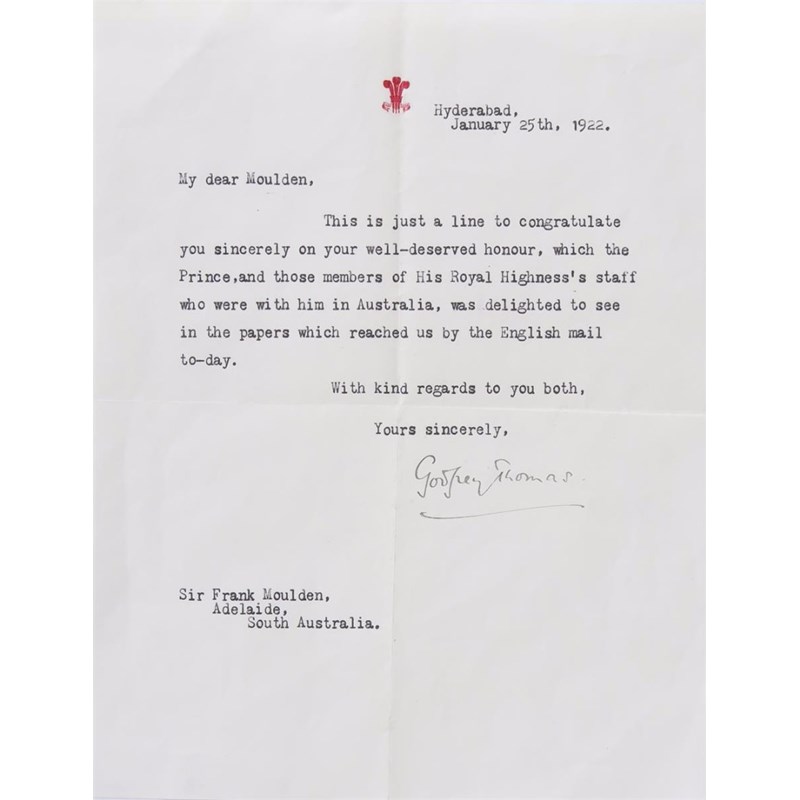 Hyderabad,
January 25th, 1922.
My dear Moulden,
This is just a line to congratulate
you sincerely on your well-deserved honour, which the
Prince,and those members of His Royal Highness's staff
who were with him in Australia, was delighted to see
in the papers which reached us by the English mail
to-day.
With kind regards to you both,
Yours sincerely,
Godfrey Thomas.
Sir Frank Moulden,
Adelaide,
South Australia.